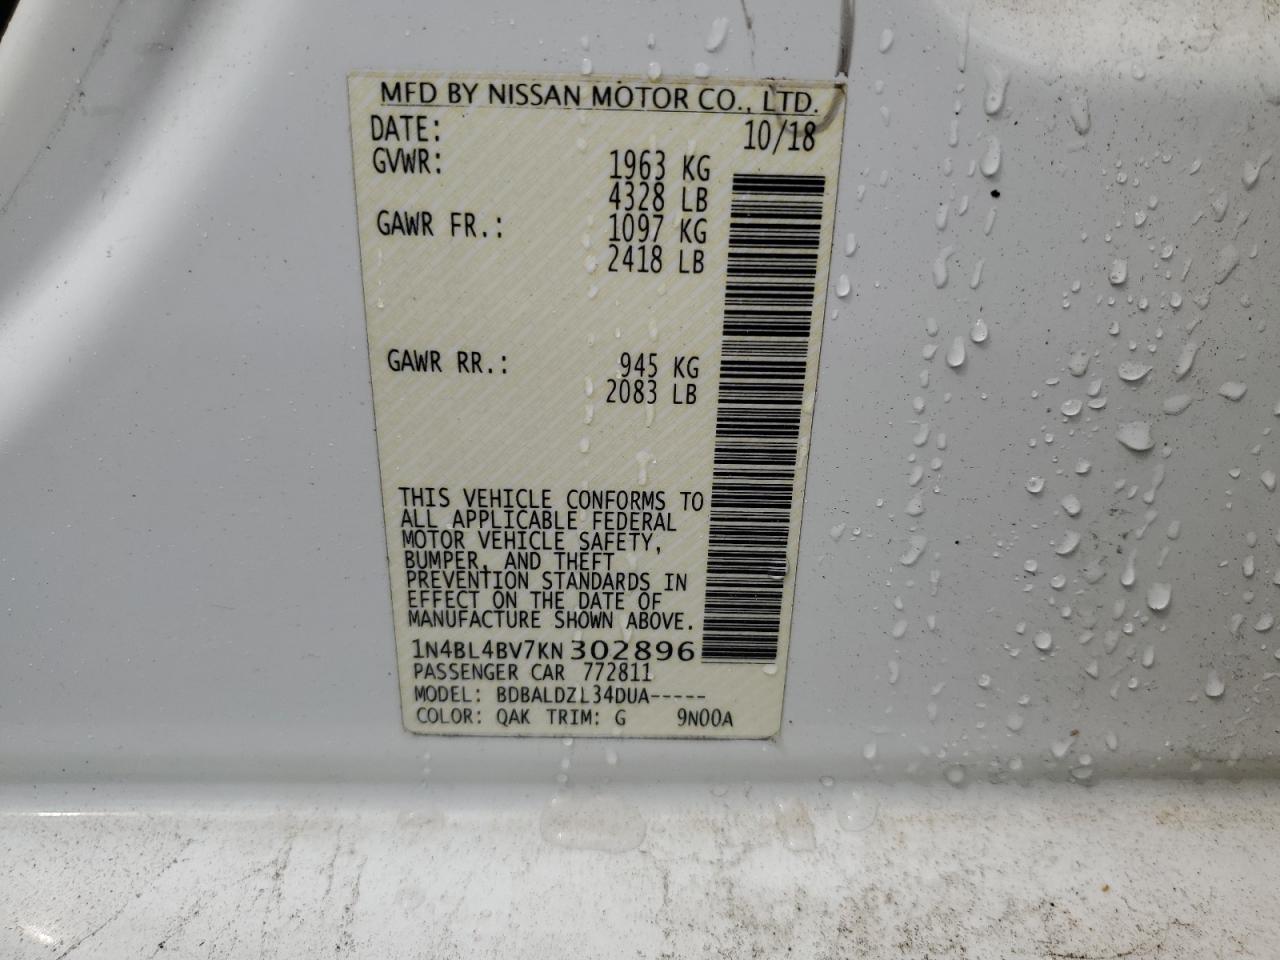 MFD BY NISSAN MOTOR CO., LTD.
DATE: 10/18
GVWR: 1963 KG
4328 LB
GAWR FR.: 1097 KG
2418 LB
GAWR RR.: 945 KG
2083 LB
THIS VEHICLE CONFORMS TO
ALL APPLICABLE FEDERAL
MOTOR VEHICLE SAFETY,
BUMPER, AND THEFT
PREVENTION STANDARDS IN
EFFECT ON THE DATE OF
MANUFACTURE SHOWN ABOVE.
1N4BL4BV7KN302896
PASSENGER CAR 772811
MODEL: BDBALDZL34DUA-----
COLOR: QAK TRIM: G 9N00A